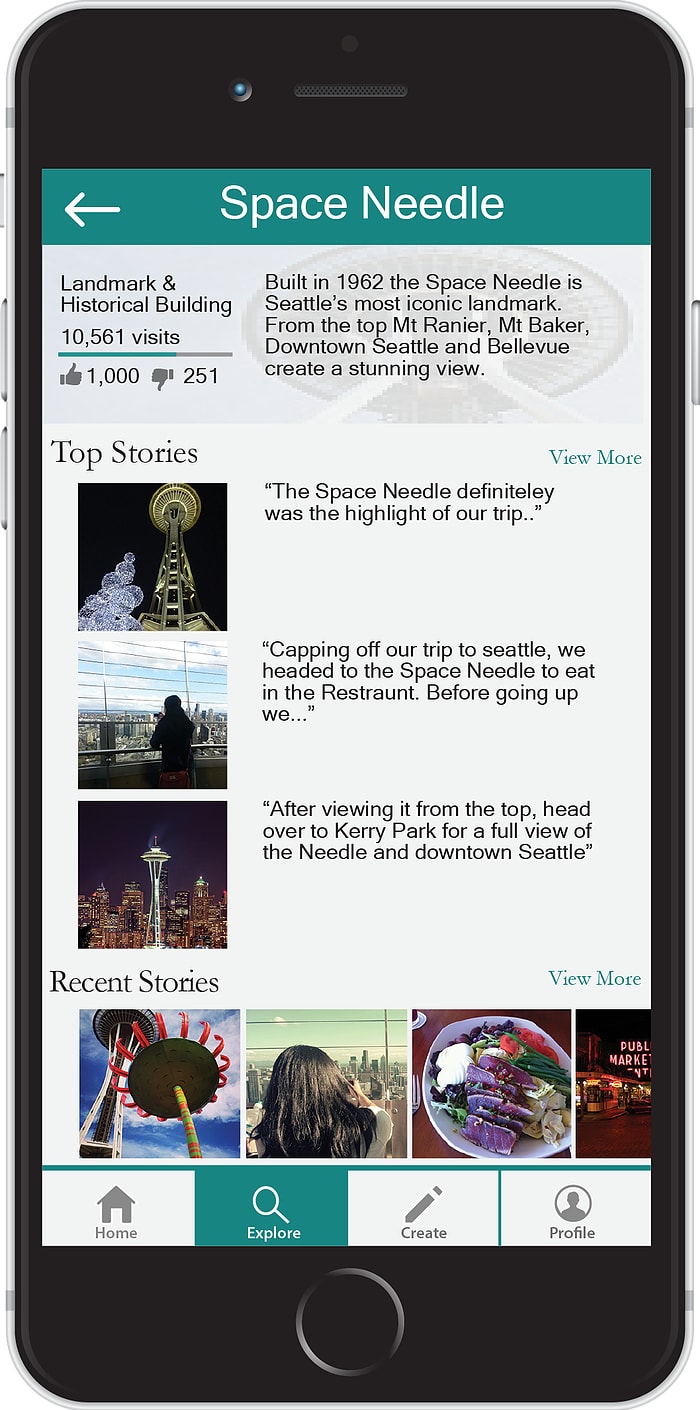 Space Needle
Landmark &
Historical Building
10,561 visits
1,000 251
Built in 1962 the Space Needle is
Seattle's most iconic landmark.
From the top Mt Ranier, Mt Baker,
Downtown Seattle and Bellevue
create a stunning view.
Top Stories
View More
“The Space Needle definiteley
was the highlight of our trip..”
“Capping off our trip to seattle, we
headed to the Space Needle to eat
in the Restraunt. Before going up
we...”
“After viewing it from the top, head
over to Kerry Park for a full view of
the Needle and downtown Seattle”
Recent Stories
View More
PUBL
MARKET
Home
Explore
Create
Profile